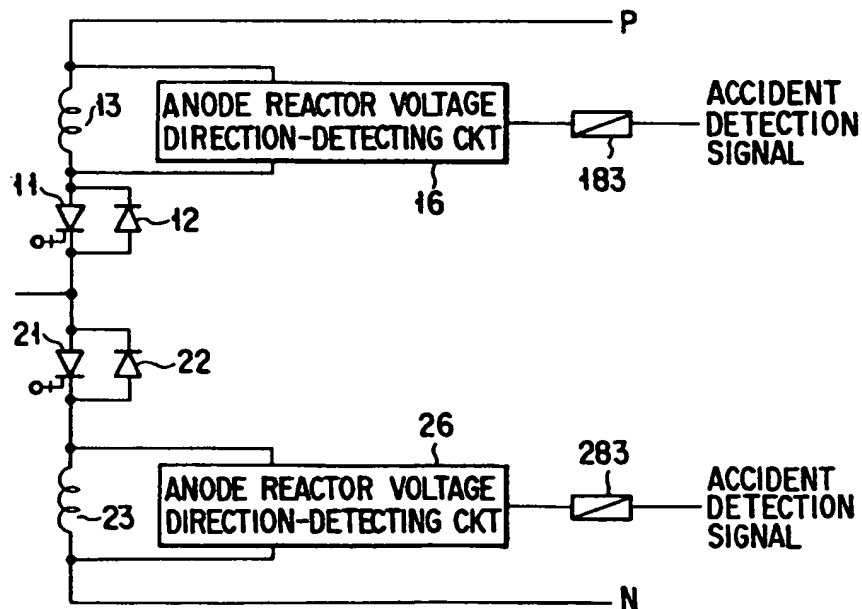 P
13
ANODE REACTOR VOLTAGE
DIRECTION-DETECTING CKT
ACCIDENT
DETECTION
SIGNAL
183
16
11
12
21
22
26
283
23
ANODE REACTOR VOLTAGE
DIRECTION-DETECTING CKT
ACCIDENT
DETECTION
SIGNAL
N